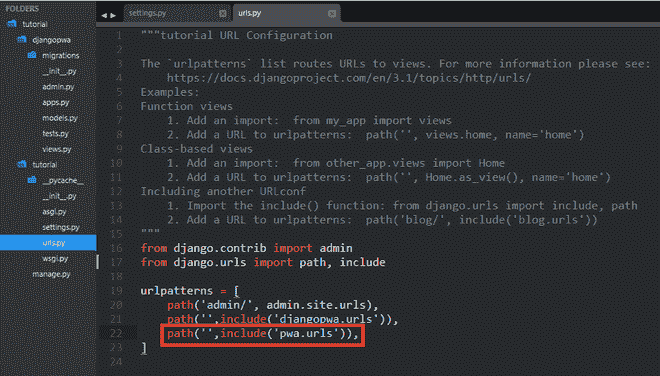 FOLDERS
tutorial
djangopwa
migrations
__init__.py
admin.py
apps.py
models.py
tests.py
views.py
tutorial
__pycache__
__init__.py
asgi.py
settings.py
urls.py
wsgi.py
manage.py
settings.py
urls.py
1 """tutorial URL Configuration
2
3 The `urlpatterns` list routes URLs to views. For more information please see:
4 https://docs.djangoproject.com/en/3.1/topics/http/urls/
5 Examples:
6 Function views
7 1. Add an import:  from my_app import views
8 2. Add a URL to urlpatterns:  path('', views.home, name='home')
9 Class-based views
10 1. Add an import:  from other_app.views import Home
11 2. Add a URL to urlpatterns:  path('', Home.as_view(), name='home')
12 Including another URLconf
13 1. Import the include() function: from django.urls import include, path
14 2. Add a URL to urlpatterns:  path('blog/', include('blog.urls'))
15 """
16 from django.contrib import admin
17 from django.urls import path, include
18
19 urlpatterns = [
20 path('admin/', admin.site.urls),
21 path('',include('djangopwa.urls')),
22 path('',include('pwa.urls')),
23 ]
24